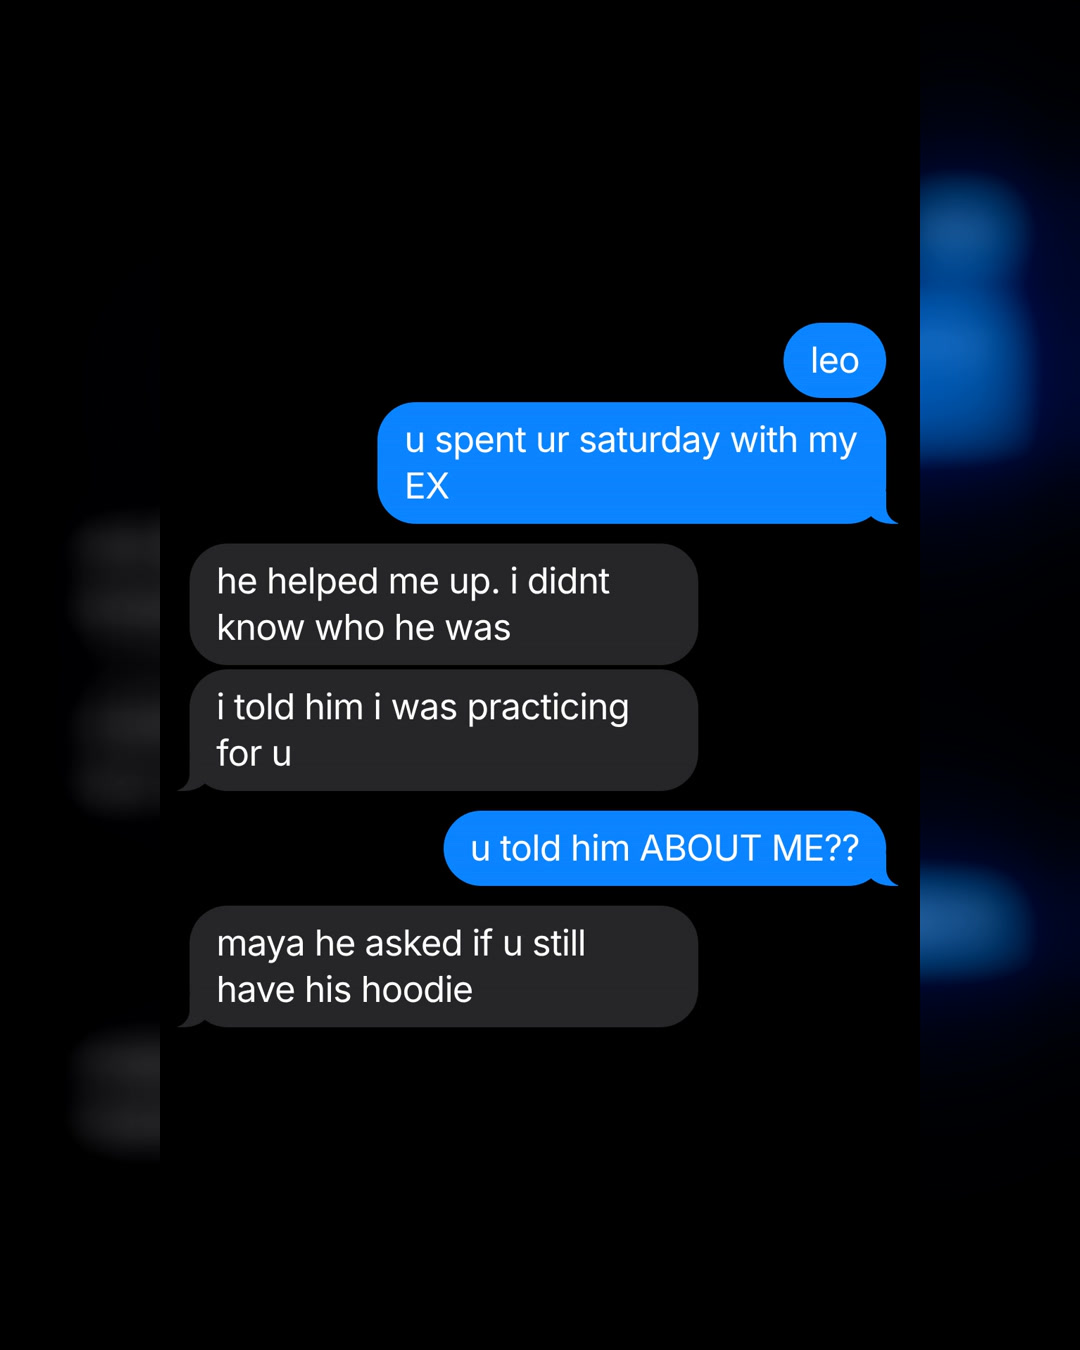 leo
u spent ur saturday with my
EX
he helped me up. i didnt
know who he was
i told him i was practicing
for u
u told him ABOUT ME??
maya he asked if u still
have his hoodie